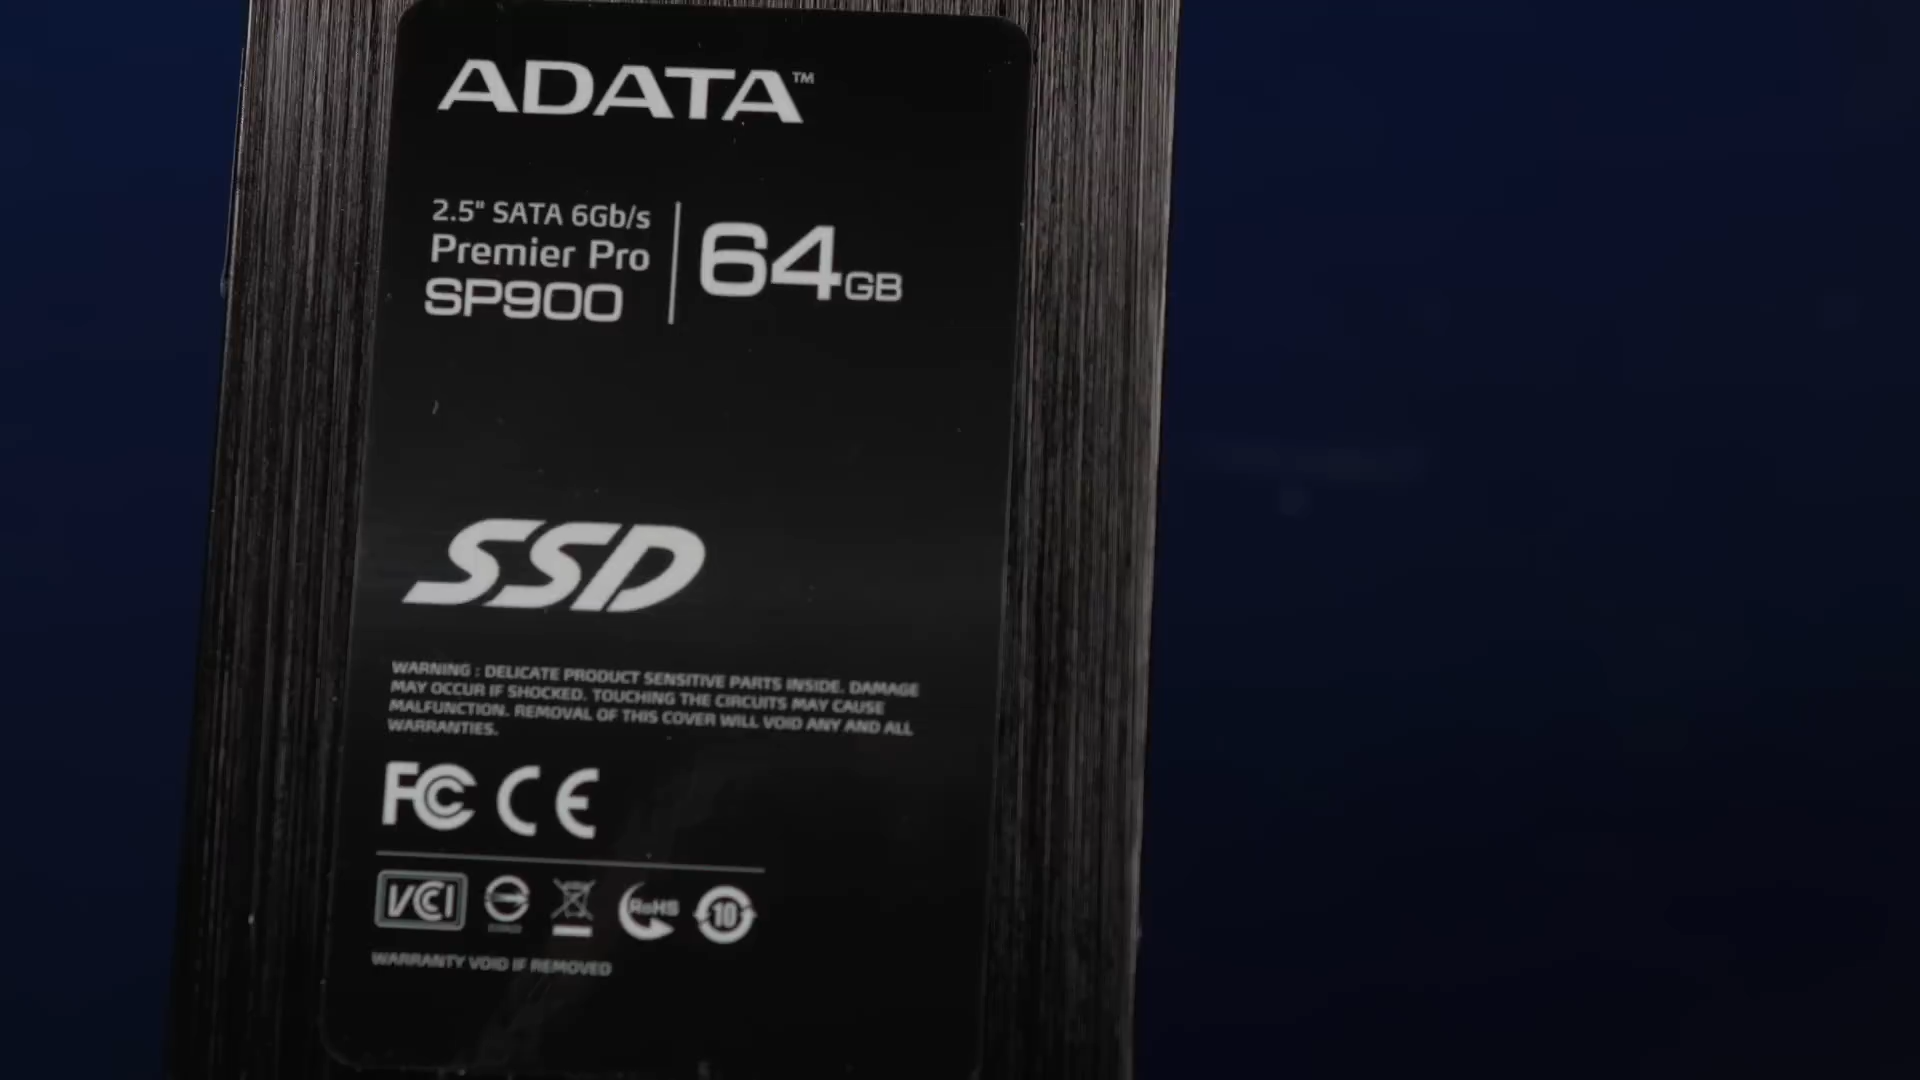 ADATA™
2.5" SATA 6Gb/s
Premier Pro
SP900
64GB
SSD
WARNING : DELICATE PRODUCT SENSITIVE PARTS INSIDE. DAMAGE
MAY OCCUR IF SHOCKED. TOUCHING THE CIRCUITS MAY CAUSE
MALFUNCTION. REMOVAL OF THIS COVER WILL VOID ANY AND ALL
WARRANTIES.
FC CE
VCI RoHS 10
WARRANTY VOID IF REMOVED